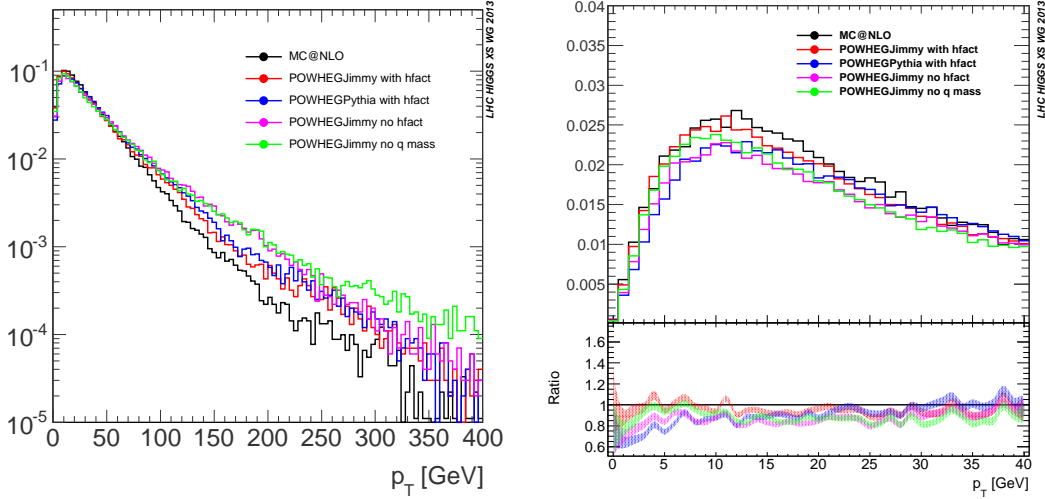 LHC HIGGS XS WG 2013
10⁻¹
10⁻²
10⁻³
10⁻⁴
10⁻⁵
MC@NLO
POWHEGJimmy with hfact
POWHEGPythia with hfact
POWHEGJimmy no hfact
POWHEGJimmy no q mass
0 50 100 150 200 250 300 350 400
p_T [GeV]
LHC HIGGS XS WG 2013
0.04
0.035
0.03
0.025
0.02
0.015
0.01
0.005
MC@NLO
POWHEGJimmy with hfact
POWHEGPythia with hfact
POWHEGJimmy no hfact
POWHEGJimmy no q mass
Ratio
1.6
1.4
1.2
1
0.8
0.6
0 5 10 15 20 25 30 35 40
p_T [GeV]